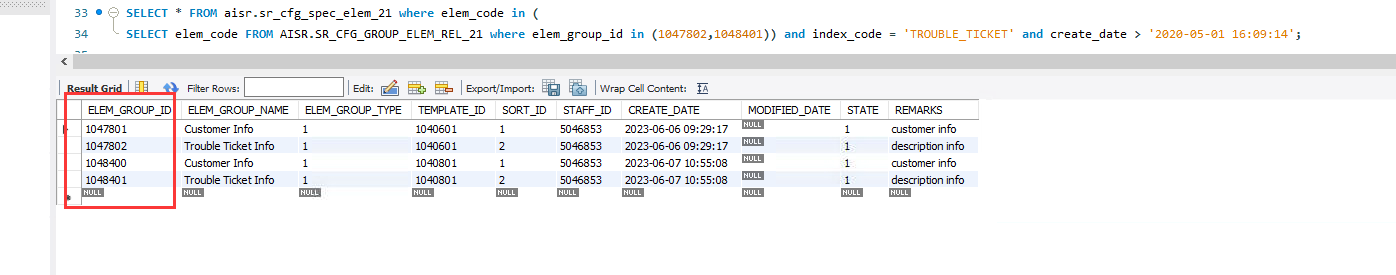 33 SELECT * FROM aisr.sr_cfg_spec_elem_21 where elem_code in (
34 SELECT elem_code FROM AISR.SR_CFG_GROUP_ELEM_REL_21 where elem_group_id in (1047802,1048401)) and index_code = 'TROUBLE_TICKET' and create_date > '2020-05-01 16:09:14';
Result Grid Filter Rows: Edit: Export/Import: Wrap Cell Content:
ELEM_GROUP_ID ELEM_GROUP_NAME ELEM_GROUP_TYPE TEMPLATE_ID SORT_ID STAFF_ID CREATE_DATE MODIFIED_DATE STATE REMARKS
1047801 Customer Info 1 1040601 1 5046853 2023-06-06 09:29:17 NULL 1 customer info
1047802 Trouble Ticket Info 1 1040601 2 5046853 2023-06-06 09:29:17 NULL 1 description info
1048400 Customer Info 1 1040801 1 5046853 2023-06-07 10:55:08 NULL 1 customer info
1048401 Trouble Ticket Info 1 1040801 2 5046853 2023-06-07 10:55:08 NULL 1 description info
NULL NULL NULL NULL NULL NULL NULL NULL NULL NULL